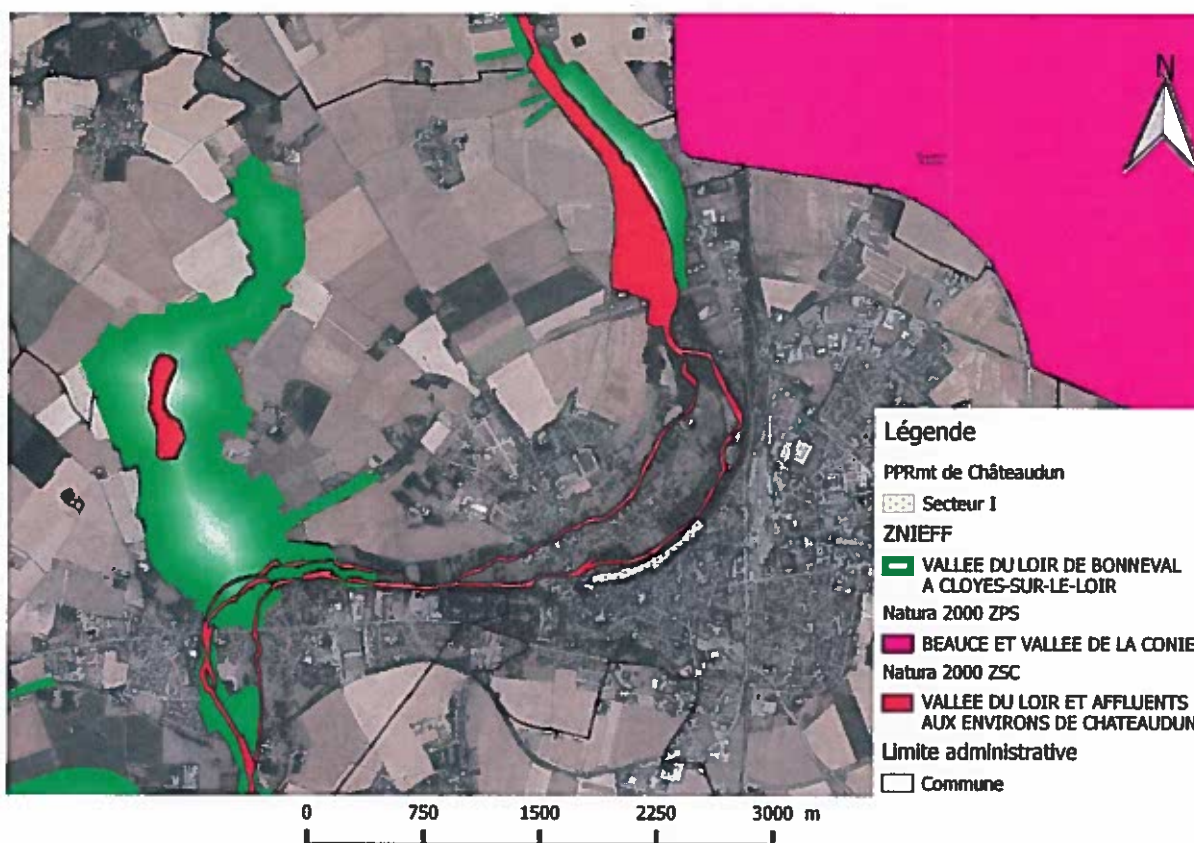 N
Légende
PPRmt de Châteaudun
Secteur I
ZNIEFF
VALLEE DU LOIR DE BONNEVAL
A CLOYES-SUR-LE-LOIR
Natura 2000 ZPS
BEAUCE ET VALLEE DE LA CONIE
Natura 2000 ZSC
VALLEE DU LOIR ET AFFLUENTS
AUX ENVIRONS DE CHATEAUDUN
Limite administrative
Commune
0 750 1500 2250 3000 m